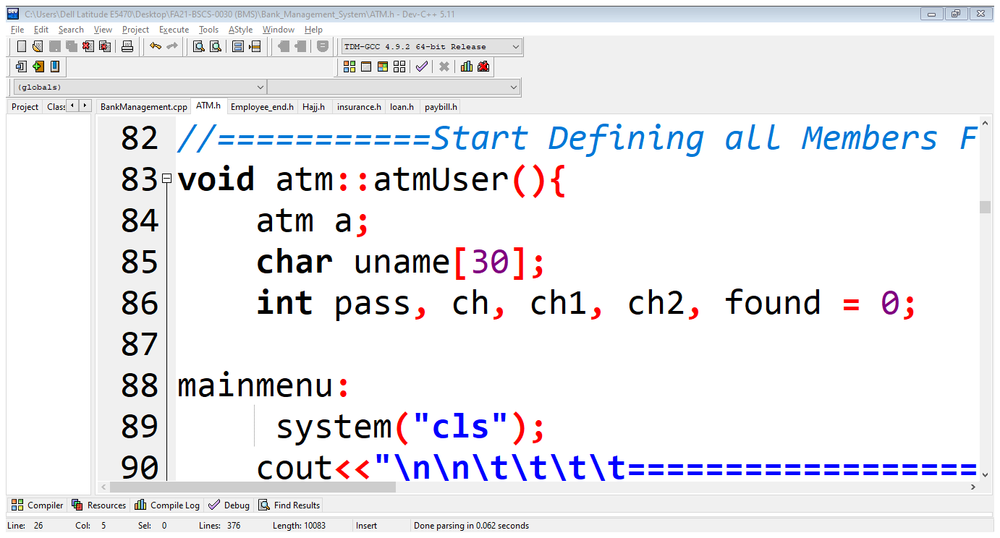 C:\Users\Dell Latitude E5470\Desktop\FA21-BSCS-0030 (BMS)\Bank_Management_System\ATM.h - Dev-C++ 5.11
File Edit Search View Project Execute Tools AStyle Window Help
TDM-GCC 4.9.2 64-bit Release
(globals)
Project Class BankManagement.cpp ATM.h Employee_end.h Hajj.h insurance.h loan.h paybill.h
82 //===========Start Defining all Members F
83 void atm::atmUser(){
84 atm a;
85 char uname[30];
86 int pass, ch, ch1, ch2, found = 0;
87
88 mainmenu:
89 system("cls");
90 cout<<"\n\n\t\t\t\t==================
Compiler Resources Compile Log Debug Find Results
Line: 26 Col: 5 Sel: 0 Lines: 376 Length: 10083 Insert Done parsing in 0.062 seconds